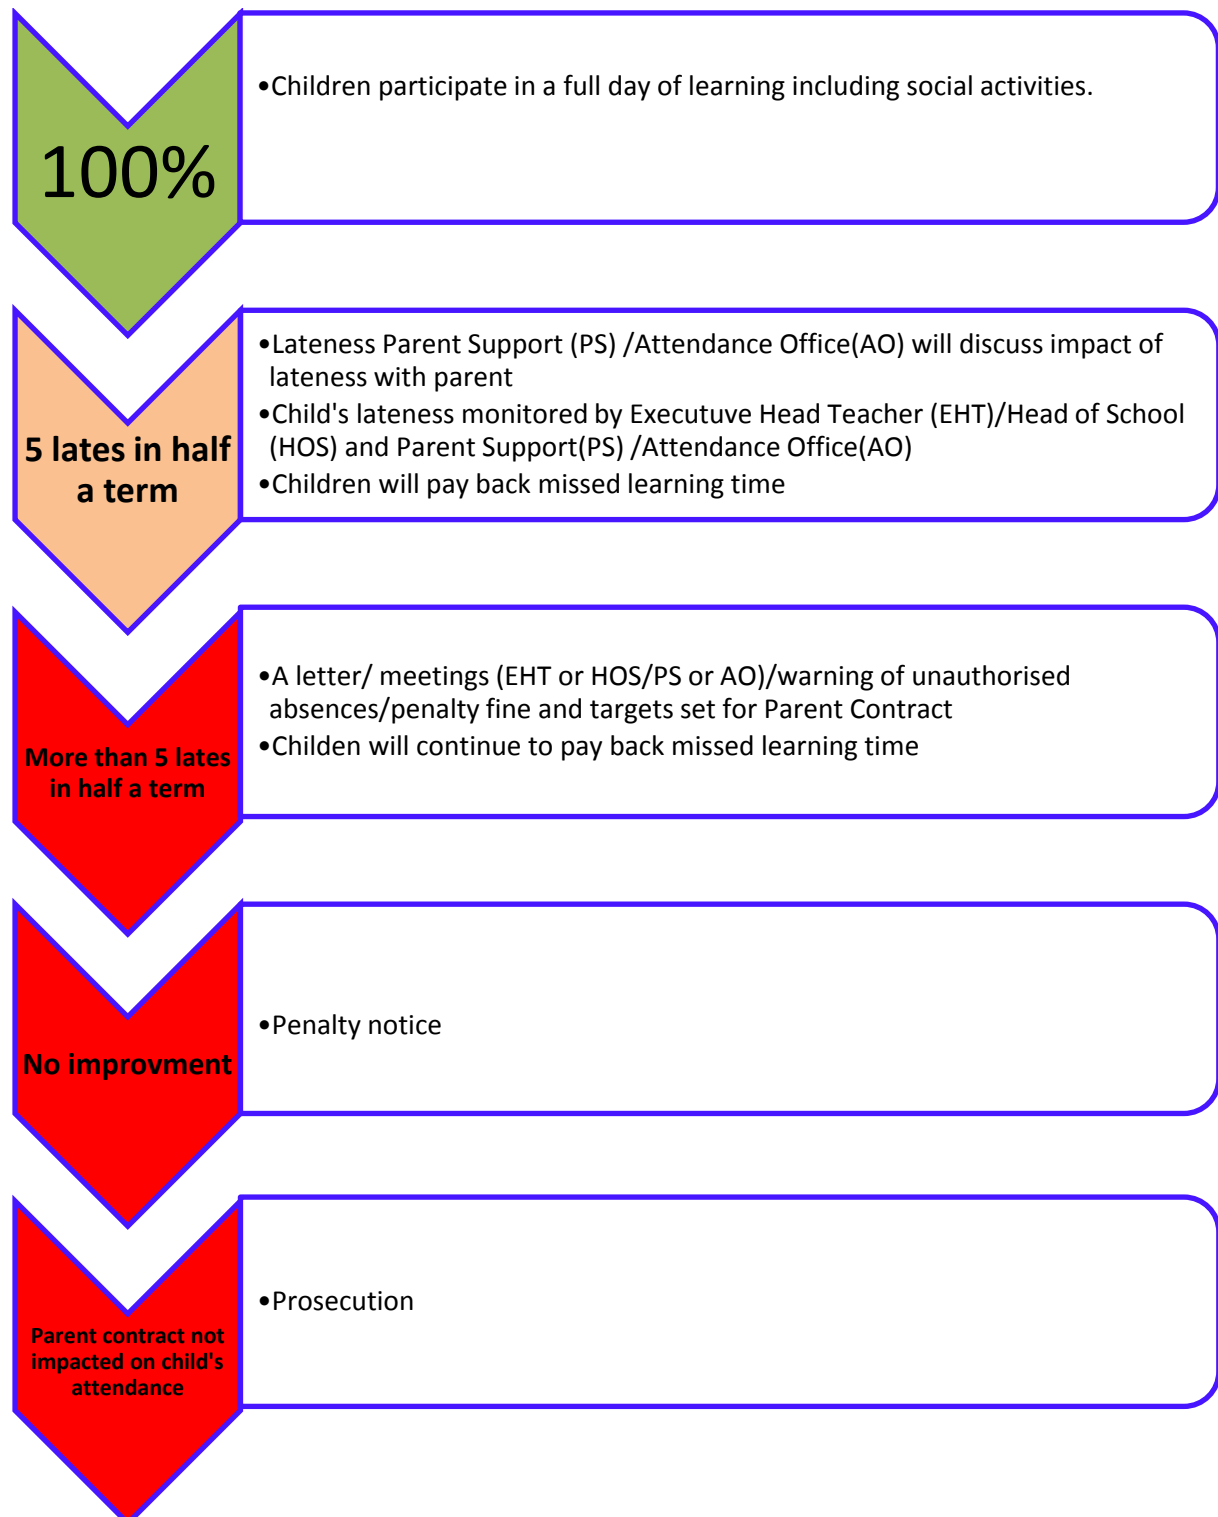 100%
•Children participate in a full day of learning including social activities.
5 lates in half
a term
•Lateness Parent Support (PS) /Attendance Office(AO) will discuss impact of
lateness with parent
•Child's lateness monitored by Executuve Head Teacher (EHT)/Head of School
(HOS) and Parent Support(PS) /Attendance Office(AO)
•Children will pay back missed learning time
More than 5 lates
in half a term
•A letter/ meetings (EHT or HOS/PS or AO)/warning of unauthorised
absences/penalty fine and targets set for Parent Contract
•Childen will continue to pay back missed learning time
No improvment
•Penalty notice
Parent contract not
impacted on child's
attendance
•Prosecution